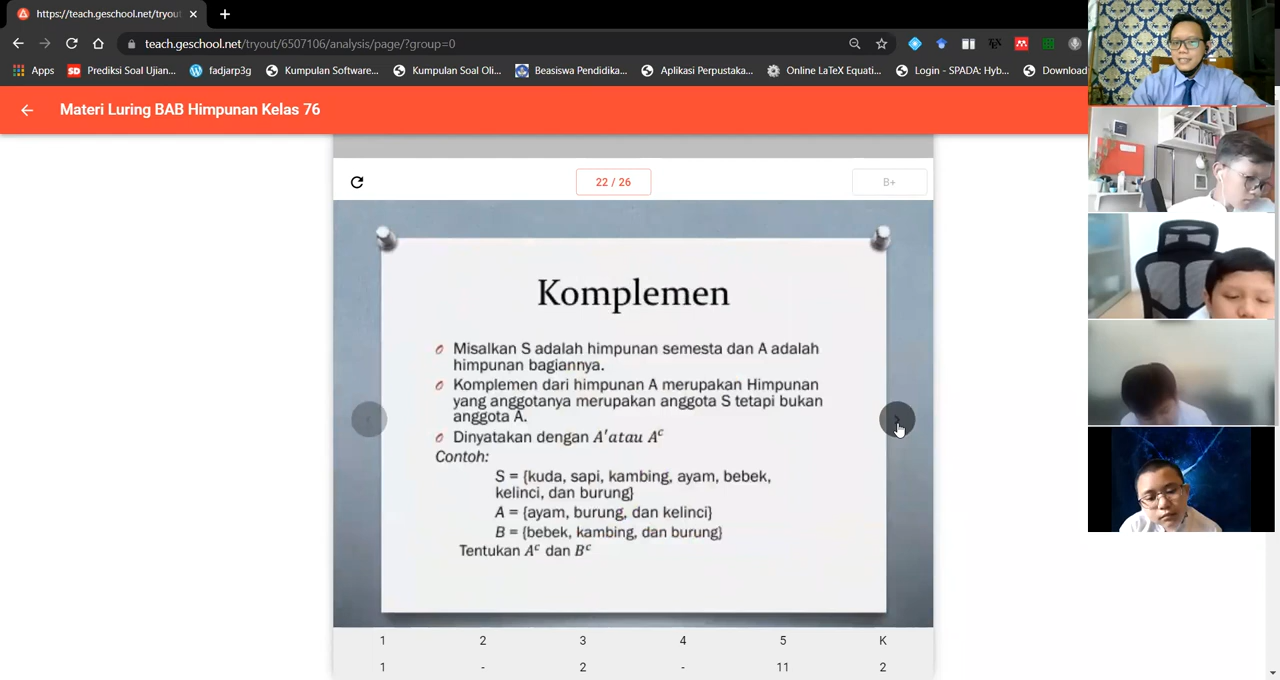 https://teach.geschool.net/tryout
teach.geschool.net/tryout/6507106/analysis/page/?group=0
Apps
SD Prediksi Soal Ujian...
fadjarp3g
Kumpulan Software...
Kumpulan Soal Oli...
Beasiswa Pendidika...
Aplikasi Perpustaka...
Online LaTeX Equati...
Login - SPADA: Hyb...
Download
Materi Luring BAB Himpunan Kelas 76
22 / 26
B+
Komplemen
Misalkan S adalah himpunan semesta dan A adalah
himpunan bagiannya.
Komplemen dari himpunan A merupakan Himpunan
yang anggotanya merupakan anggota S tetapi bukan
anggota A.
Dinyatakan dengan A′atau Aᶜ
Contoh:
S = {kuda, sapi, kambing, ayam, bebek,
kelinci, dan burung}
A = {ayam, burung, dan kelinci}
B = {bebek, kambing, dan burung}
Tentukan Aᶜ dan Bᶜ
1 2 3 4 5 K
1 - 2 - 11 2